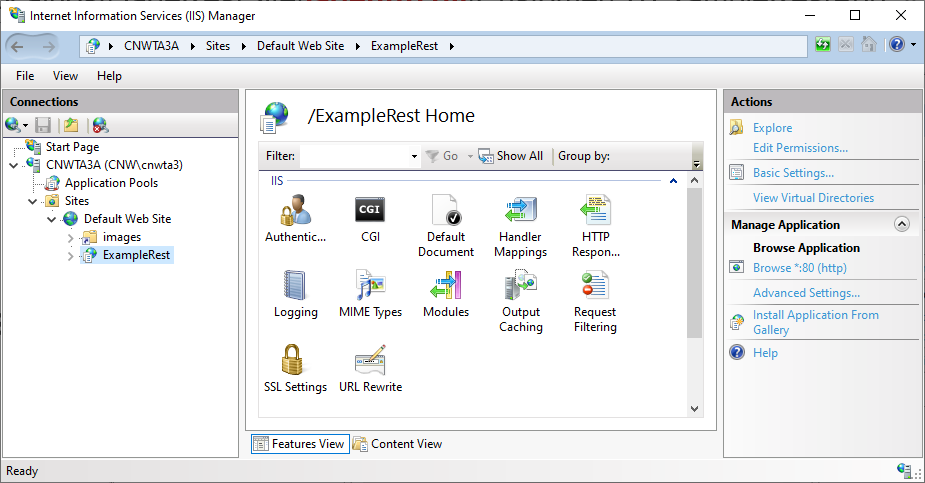 Internet Information Services (IIS) Manager
CNWTA3A Sites Default Web Site ExampleRest
File View Help
Connections
Start Page
CNWTA3A (CNW\cnwta3)
Application Pools
Sites
Default Web Site
images
ExampleRest
/ExampleRest Home
Filter: Go Show All Group by:
IIS
Authentic... CGI Default Document Handler Mappings HTTP Respon...
Logging MIME Types Modules Output Caching Request Filtering
SSL Settings URL Rewrite
Features View Content View
Actions
Explore
Edit Permissions...
Basic Settings...
View Virtual Directories
Manage Application
Browse Application
Browse *:80 (http)
Advanced Settings...
Install Application From
Gallery
Help
Ready